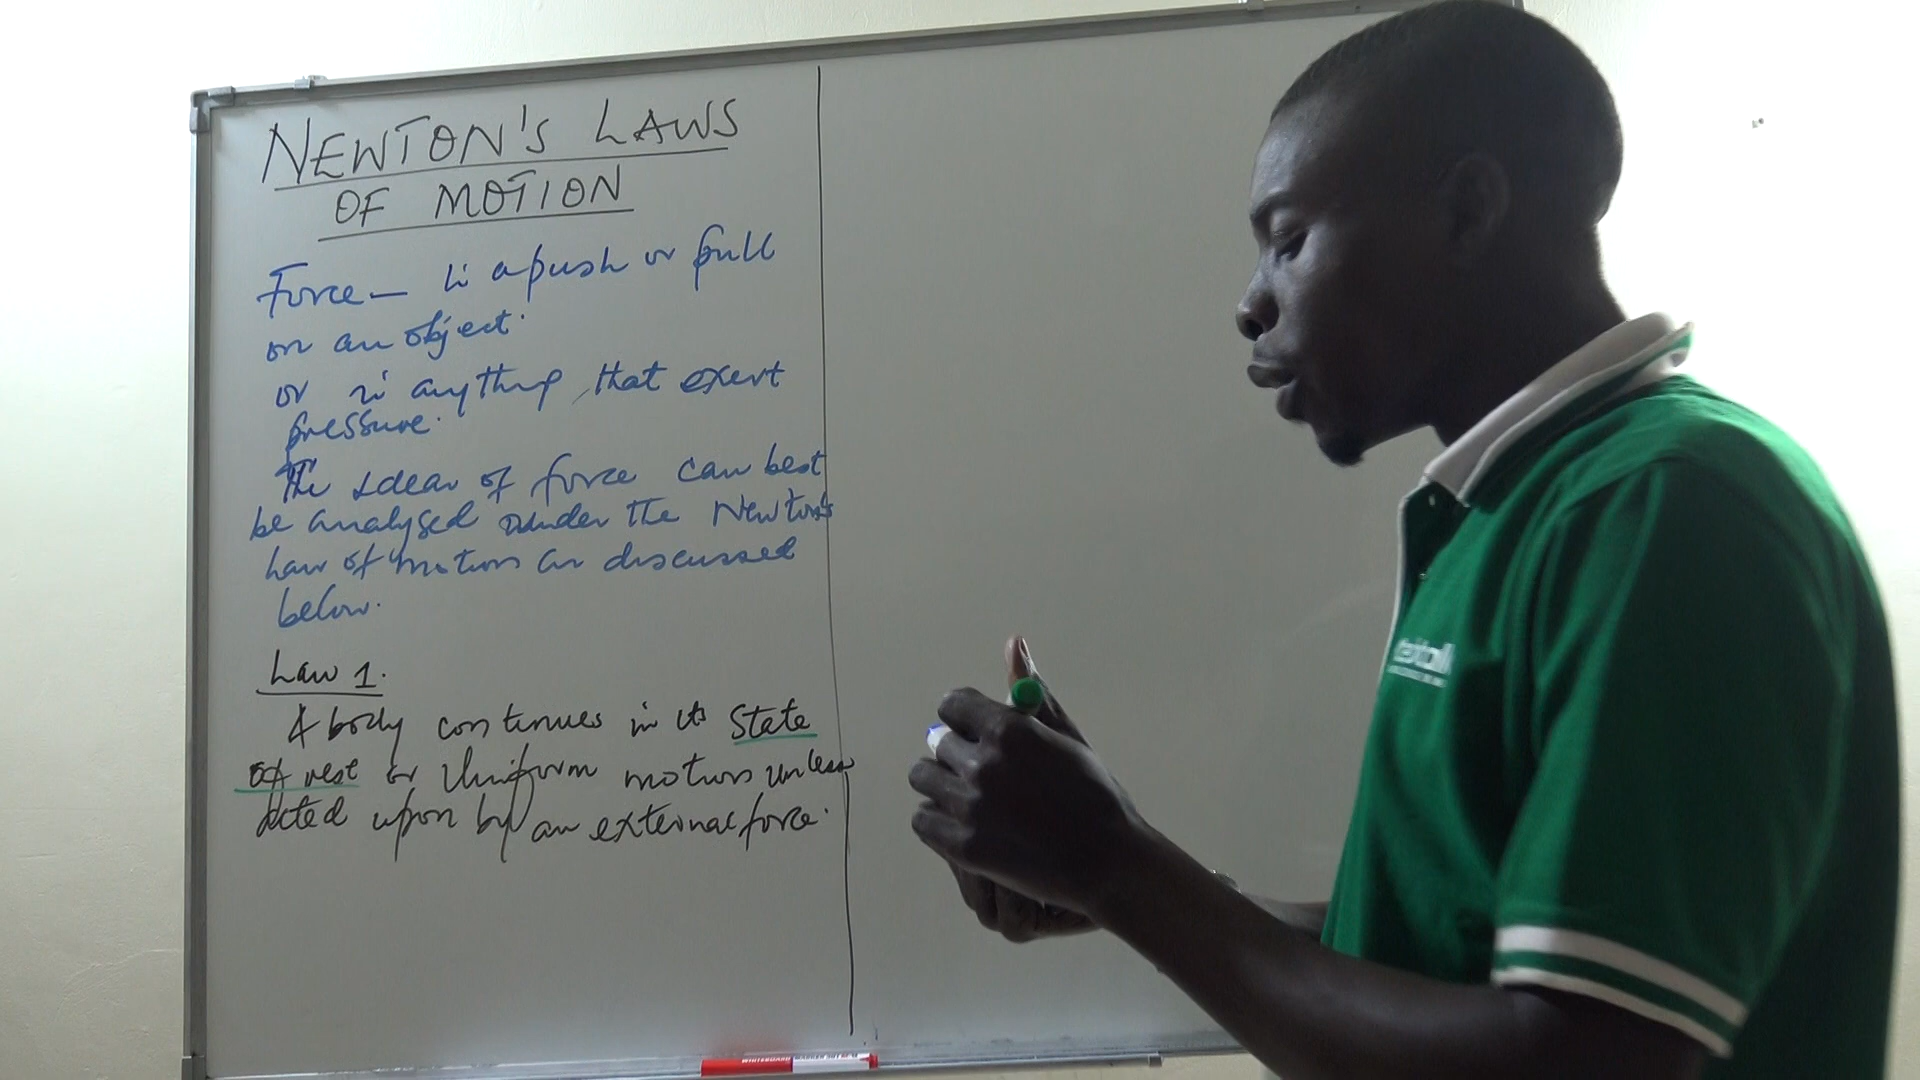 NEWTON'S LAWS
OF MOTION
Force – is a push or pull
on an object.
or is anything that exert
pressure.
The idear of force can best
be analysed under the Newton's
law of motion as discussed
below.
Law 1.
A body continues in its state
of rest or Uniform motion unless
acted upon by an external force.
WHITEBOARD